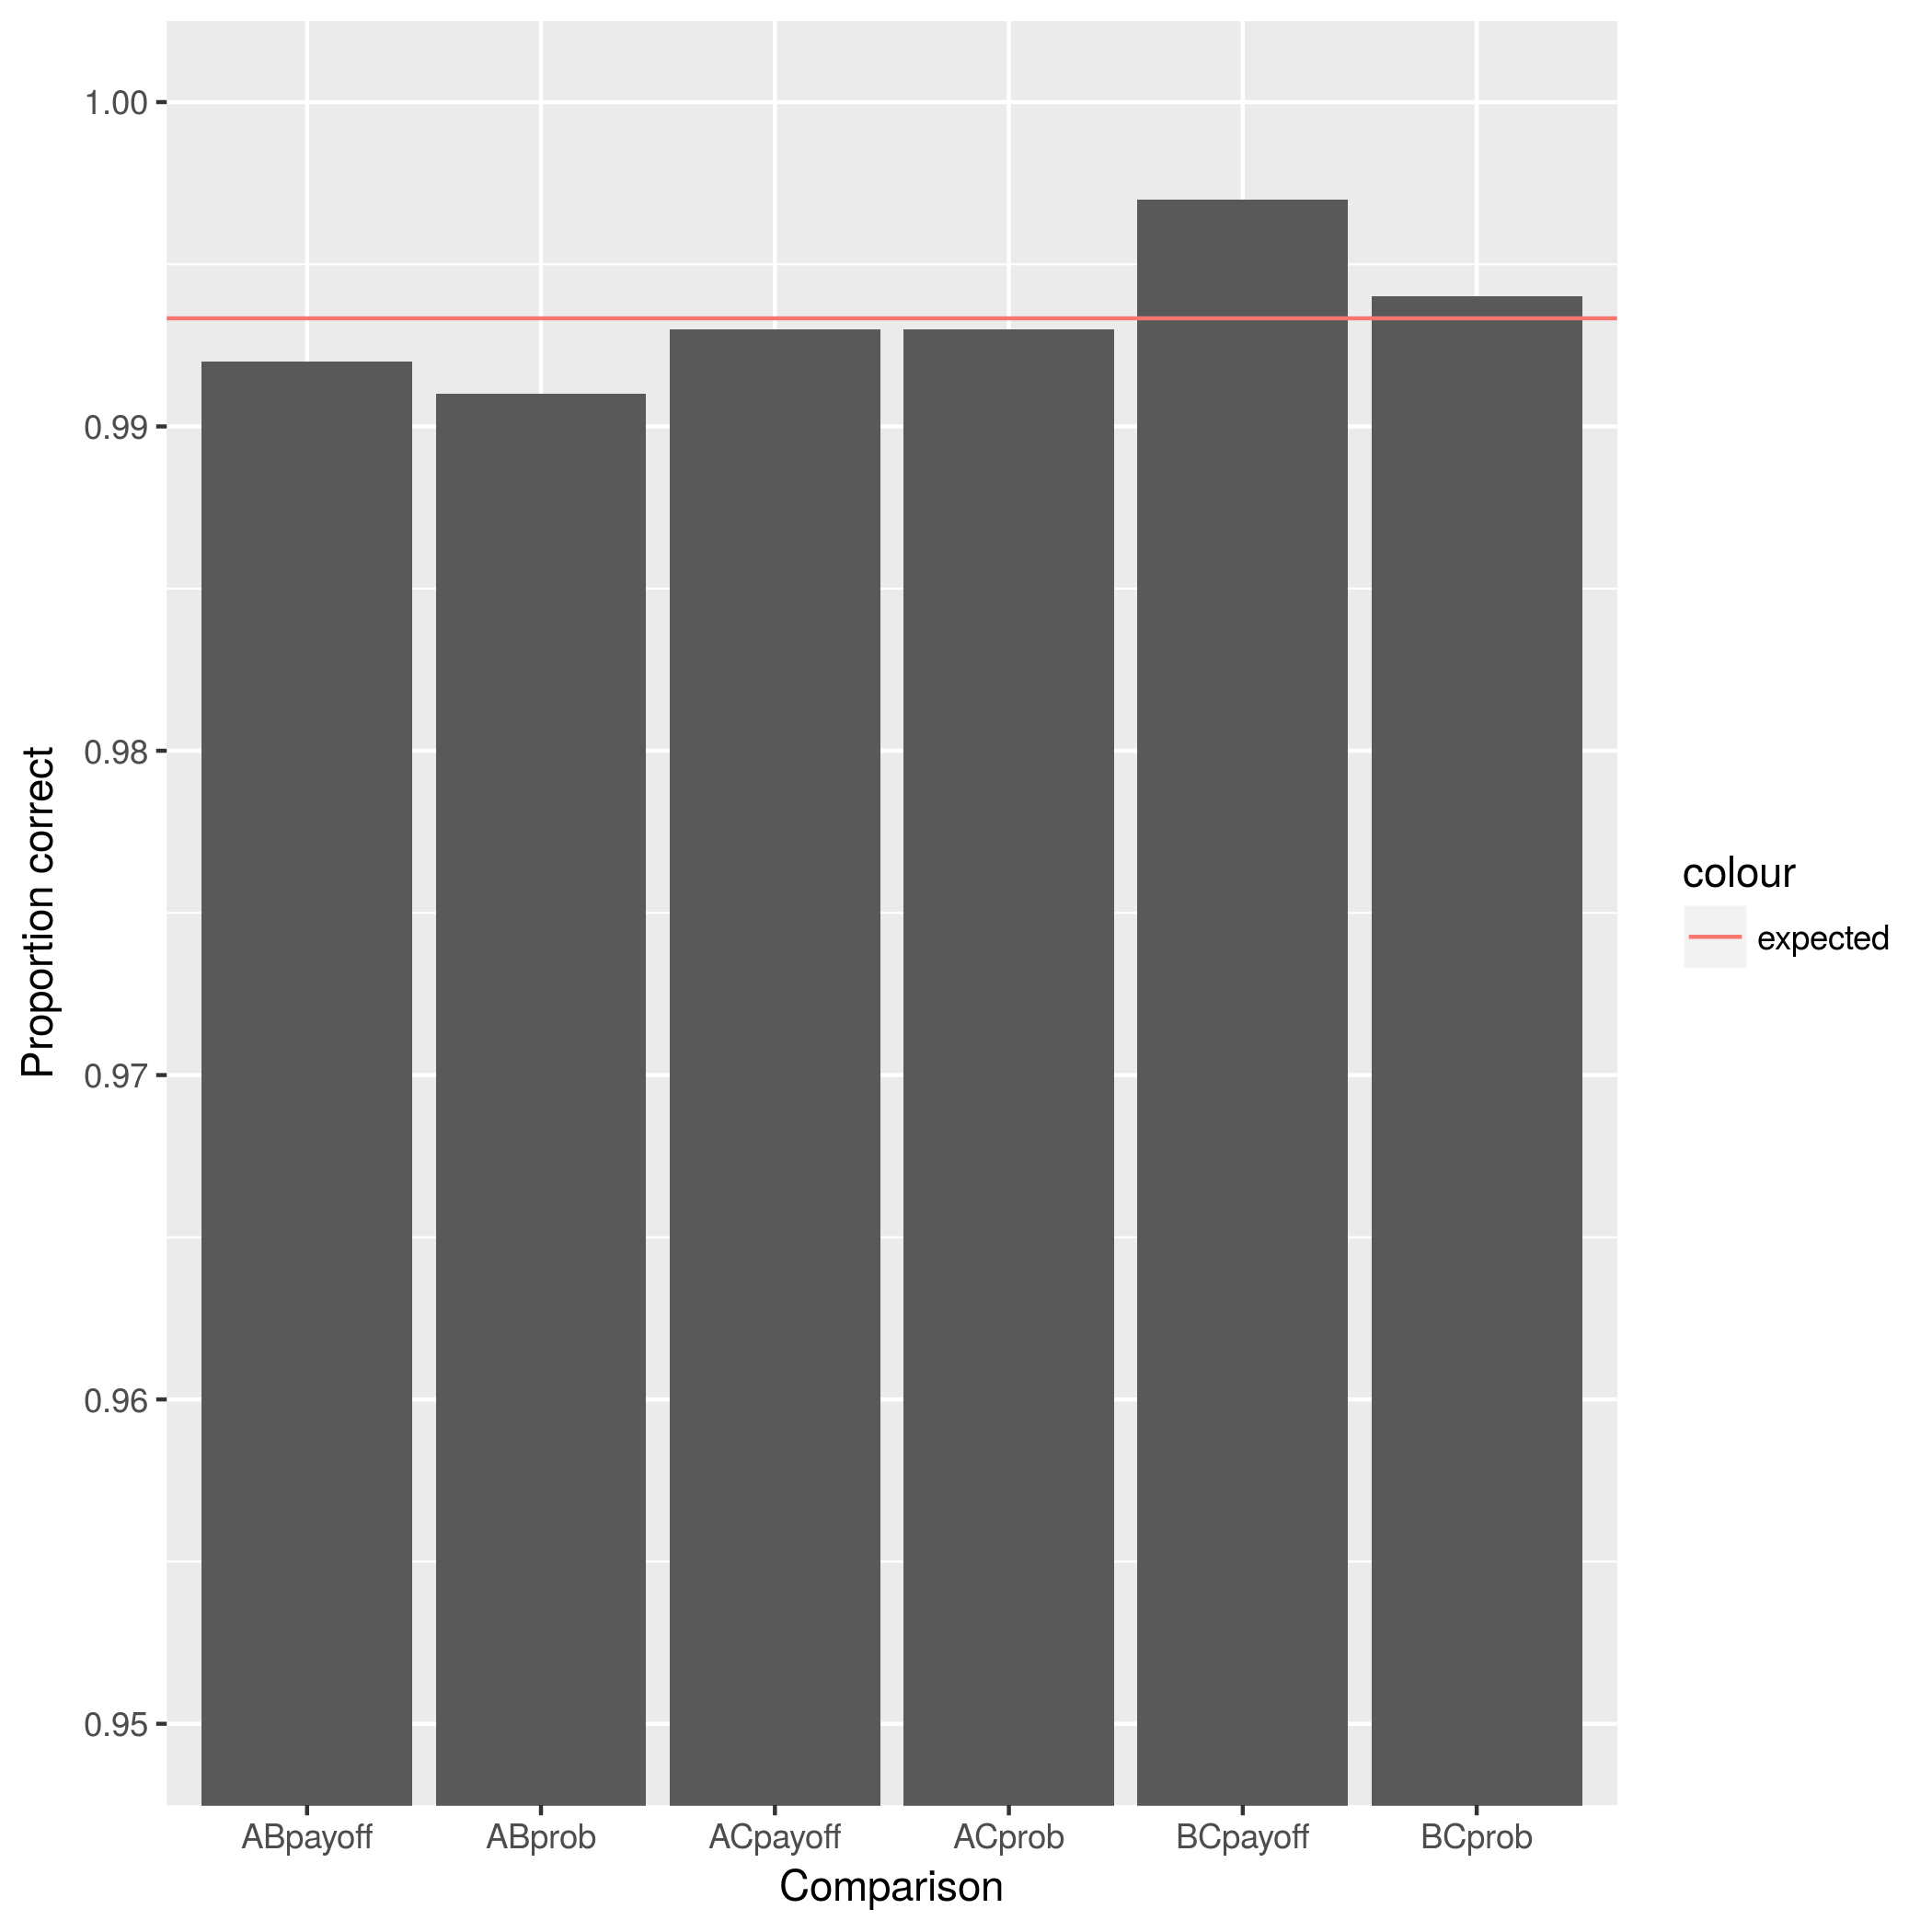 Proportion correct
1.00
0.99
0.98
0.97
0.96
0.95
ABpayoff ABprob ACpayoff ACprob BCpayoff BCprob
Comparison
colour
expected